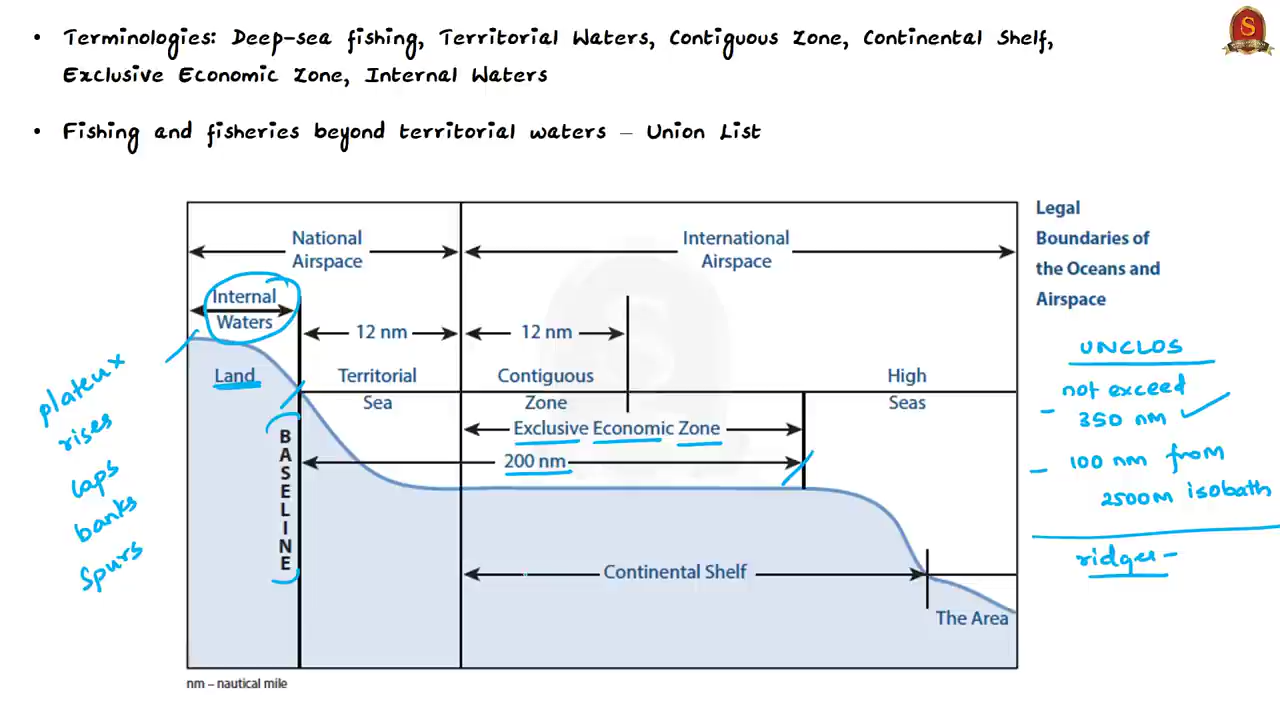 • Terminologies: Deep-sea fishing, Territorial Waters, Contiguous Zone, Continental Shelf,
Exclusive Economic Zone, Internal Waters
• Fishing and fisheries beyond territorial waters – Union List
Legal
Boundaries of
the Oceans and
Airspace
National
Airspace
International
Airspace
Internal
Waters
12 nm
12 nm
Land
Territorial
Sea
Contiguous
Zone
High
Seas
Exclusive Economic Zone
200 nm
BASELINE
Continental Shelf
The Area
nm – nautical mile
plateux
rises
caps
banks
spurs
UNCLOS
not exceed
- 350 nm
- 100 nm from
2500M isobath
ridges -
S